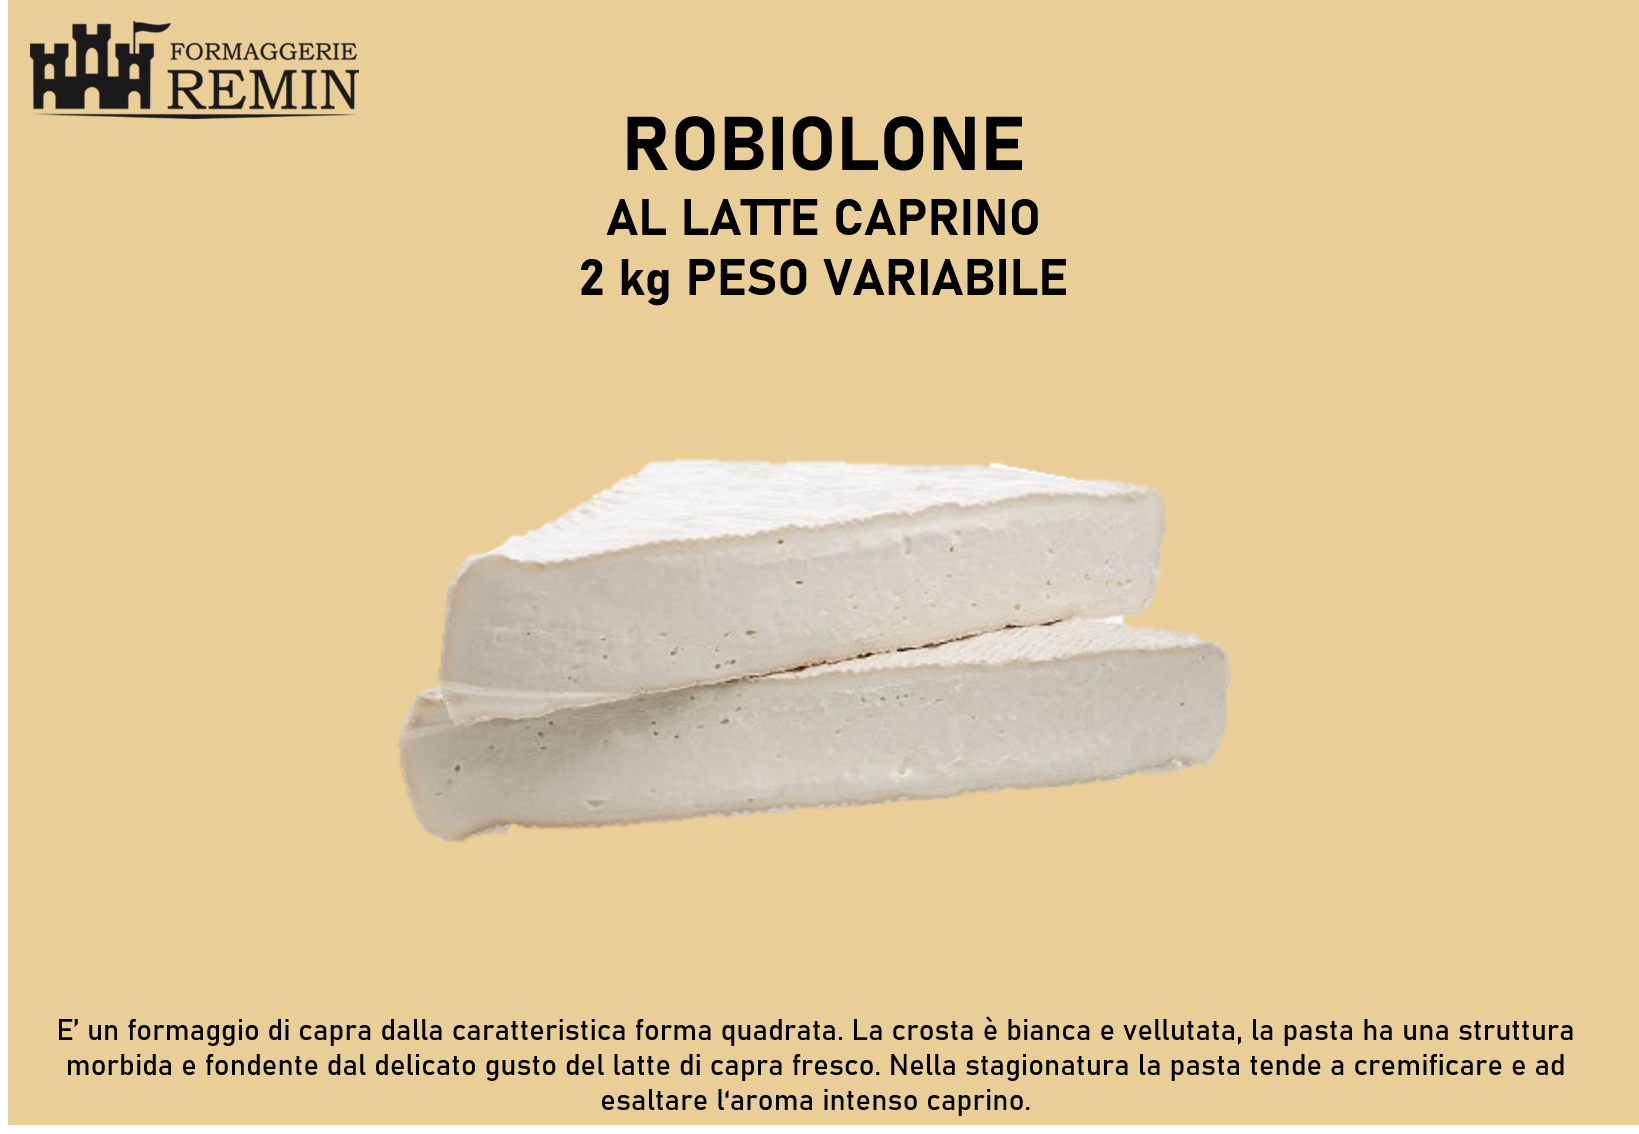 FORMAGGERIE
REMIN
ROBIOLONE
AL LATTE CAPRINO
2 kg PESO VARIABILE
E’ un formaggio di capra dalla caratteristica forma quadrata. La crosta è bianca e vellutata, la pasta ha una struttura
morbida e fondente dal delicato gusto del latte di capra fresco. Nella stagionatura la pasta tende a cremificare e ad
esaltare l‘aroma intenso caprino.